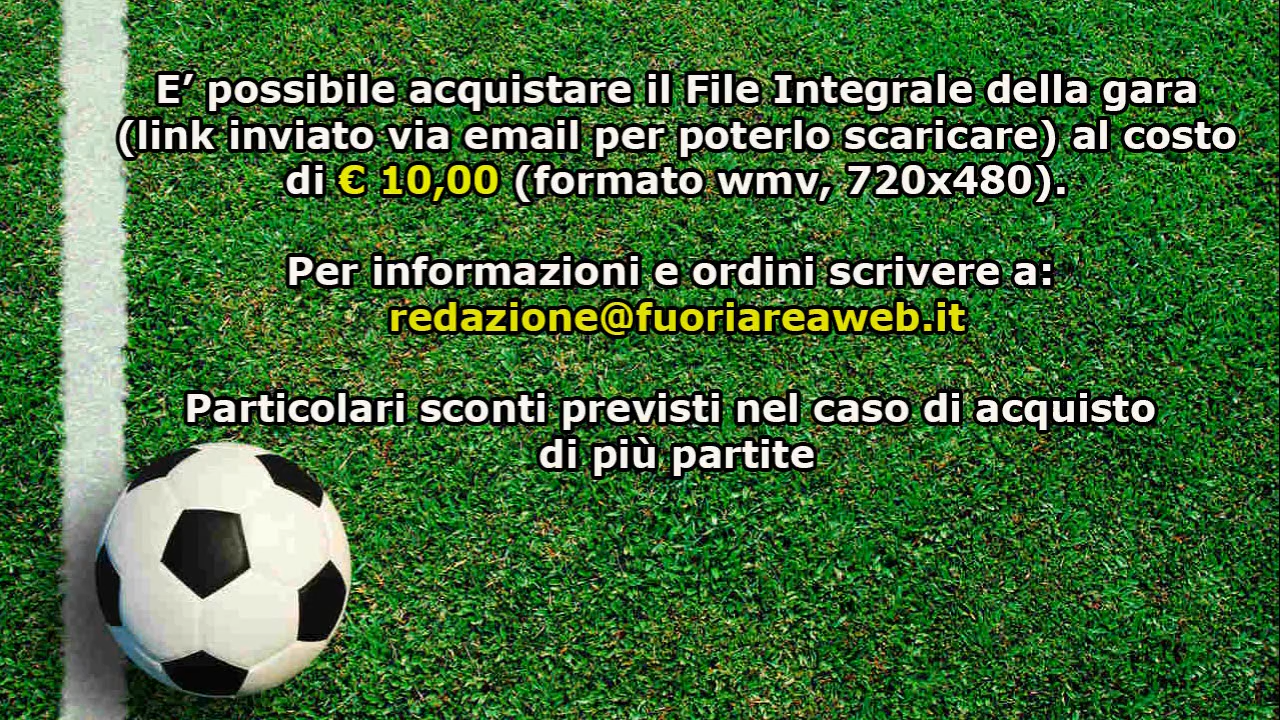 E’ possibile acquistare il File Integrale della gara
(link inviato via email per poterlo scaricare) al costo
di € 10,00 (formato wmv, 720x480).
Per informazioni e ordini scrivere a:
redazione@fuoriareaweb.it
Particolari sconti previsti nel caso di acquisto
di più partite